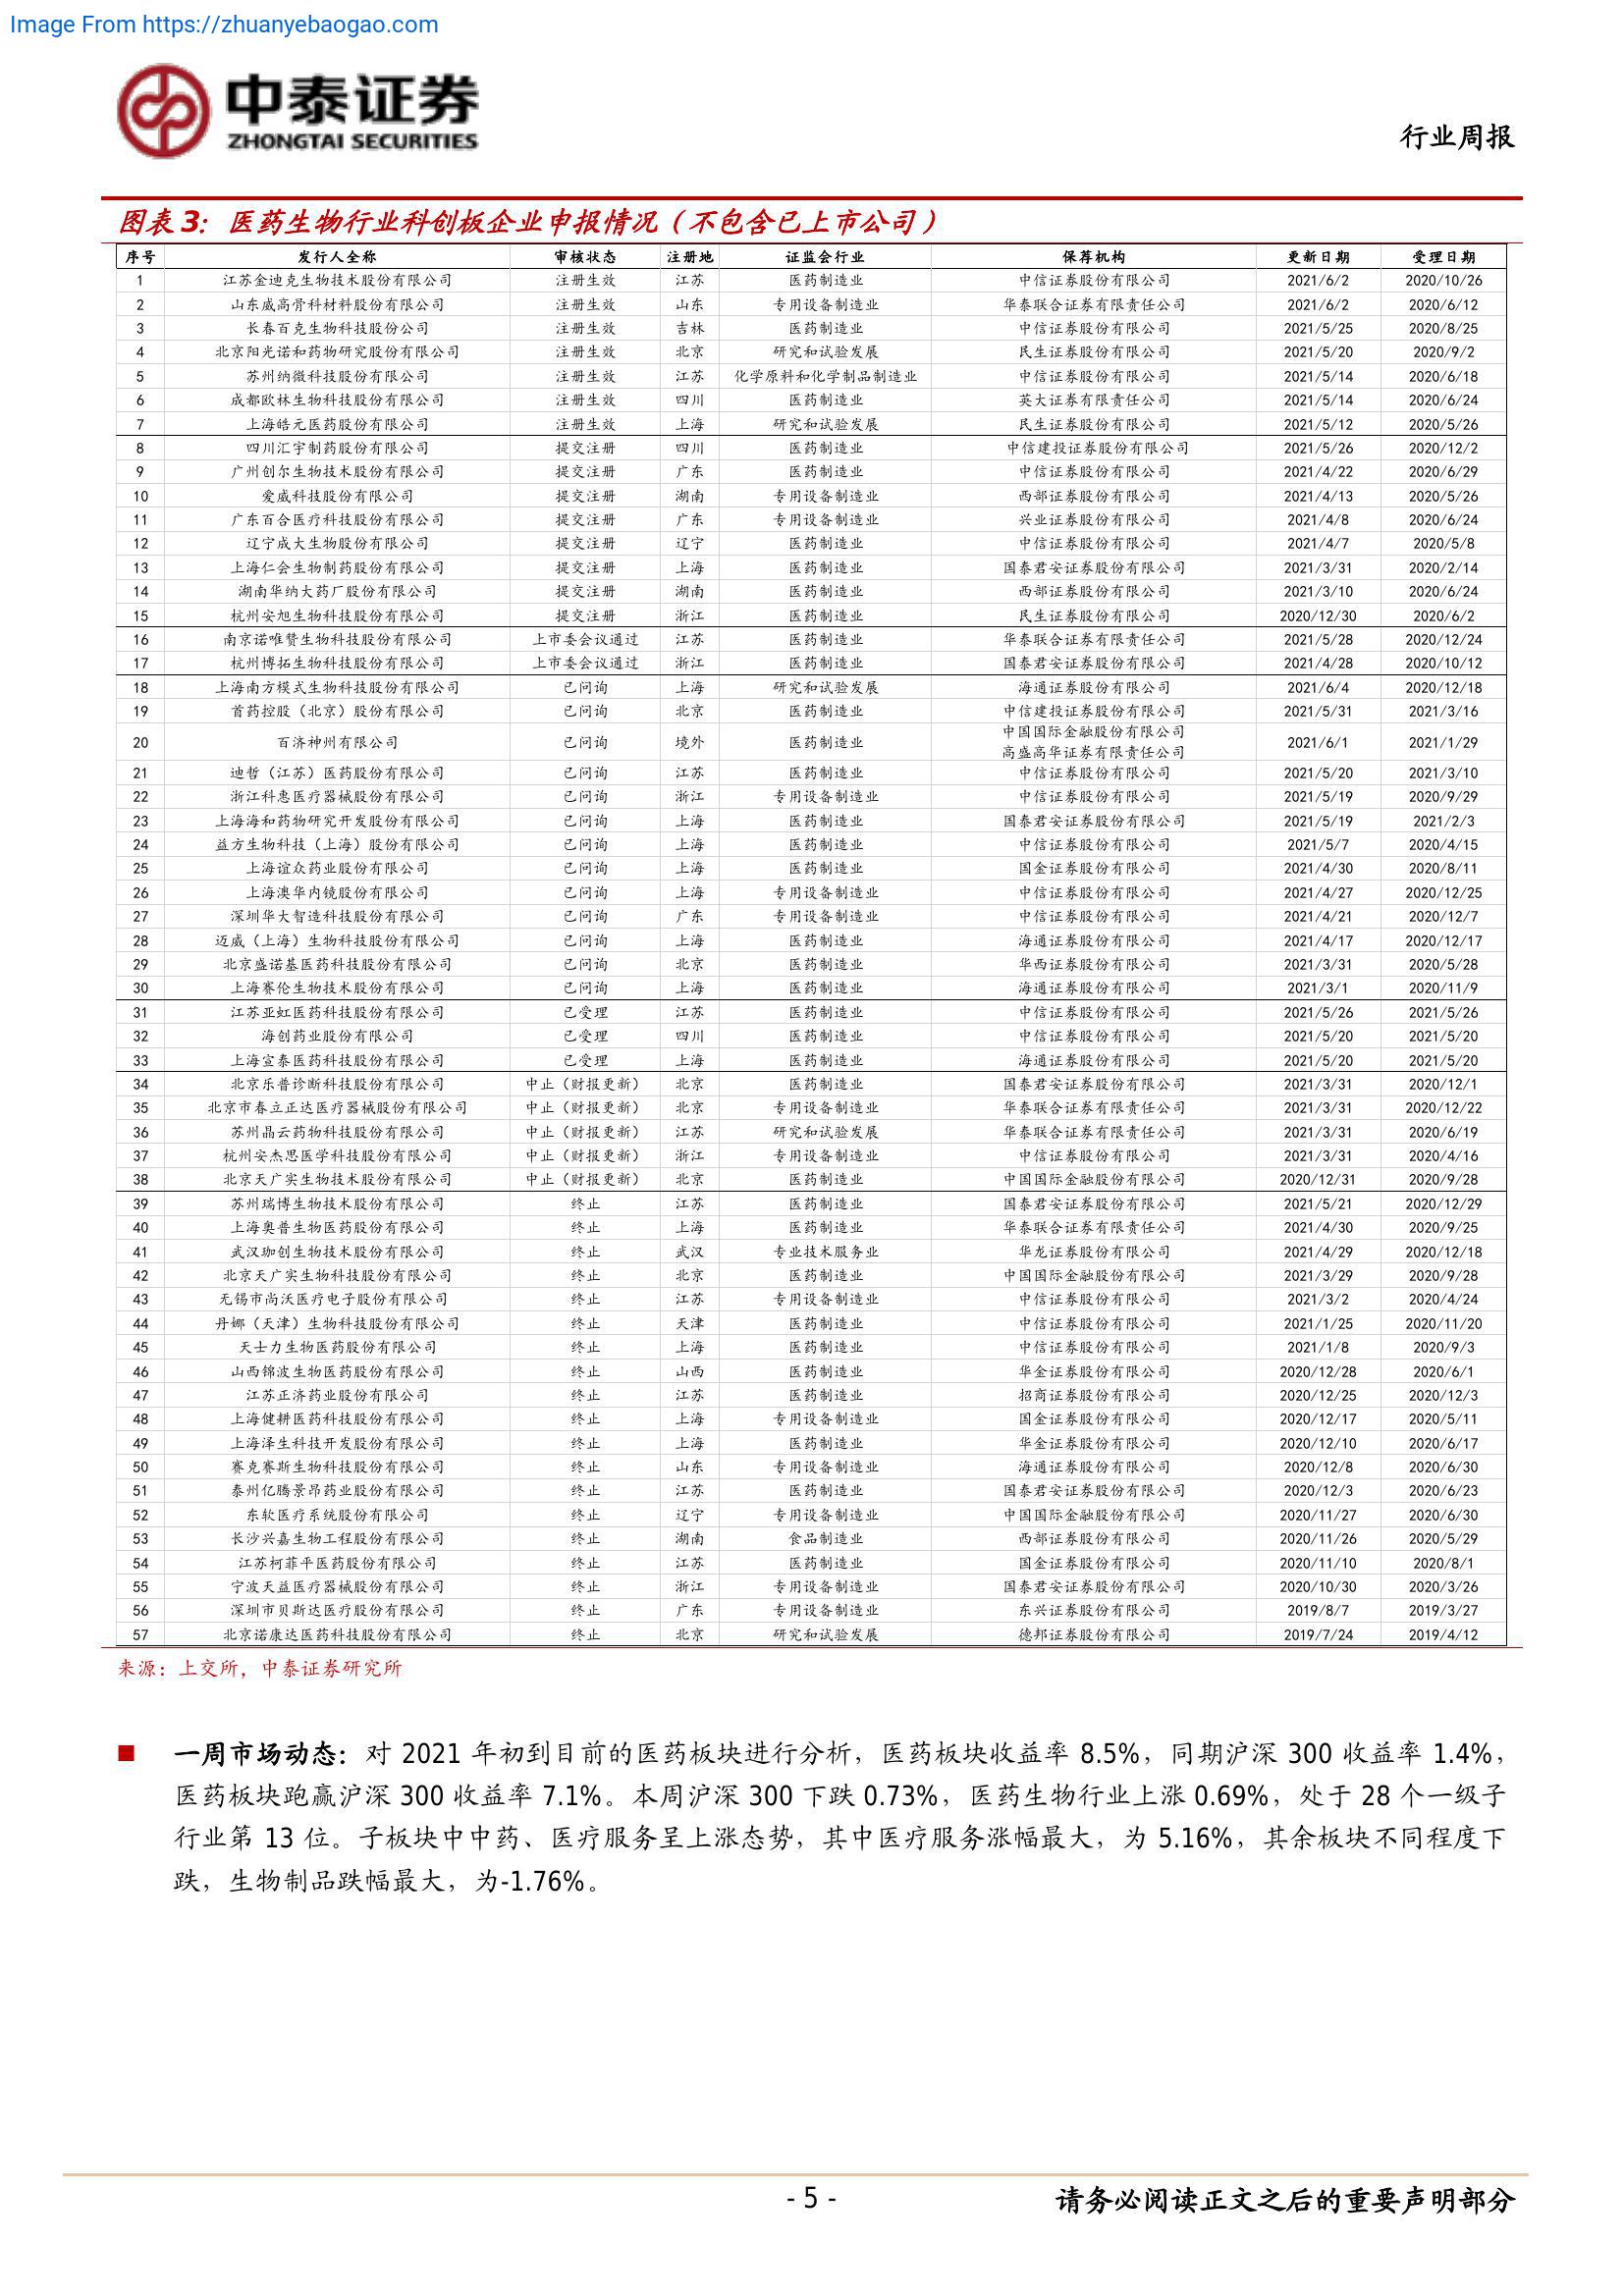 Image From https://zhuanyebaogao.com
中泰证券
ZHONGTAI SECURITIES
行业周报
图表 3：医药生物行业科创板企业申报情况（不包含已上市公司）
序号 发行人全称 审核状态 注册地 证监会行业 保荐机构 更新日期 受理日期
1 江苏金迪克生物技术股份有限公司 注册生效 江苏 医药制造业 中信证券股份有限公司 2021/6/2 2020/10/26
2 山东威高骨科材料股份有限公司 注册生效 山东 专用设备制造业 华泰联合证券有限责任公司 2021/6/2 2020/6/12
3 长春百克生物科技股份公司 注册生效 吉林 医药制造业 中信证券股份有限公司 2021/5/25 2020/8/25
4 北京阳光诺和药物研究股份有限公司 注册生效 北京 研究和试验发展 民生证券股份有限公司 2021/5/20 2020/9/2
5 苏州纳微科技股份有限公司 注册生效 江苏 化学原料和化学制品制造业 中信证券股份有限公司 2021/5/14 2020/6/18
6 成都欧林生物科技股份有限公司 注册生效 四川 医药制造业 英大证券有限责任公司 2021/5/14 2020/6/24
7 上海皓元医药股份有限公司 注册生效 上海 研究和试验发展 民生证券股份有限公司 2021/5/12 2020/5/26
8 四川汇宇制药股份有限公司 提交注册 四川 医药制造业 中信建投证券股份有限公司 2021/5/26 2020/12/2
9 广州创尔生物技术股份有限公司 提交注册 广东 医药制造业 中信证券股份有限公司 2021/4/22 2020/6/29
10 爱威科技股份有限公司 提交注册 湖南 专用设备制造业 西部证券股份有限公司 2021/4/13 2020/5/26
11 广东百合医疗科技股份有限公司 提交注册 广东 专用设备制造业 兴业证券股份有限公司 2021/4/8 2020/6/24
12 辽宁成大生物股份有限公司 提交注册 辽宁 医药制造业 中信证券股份有限公司 2021/4/7 2020/5/8
13 上海仁会生物制药股份有限公司 提交注册 上海 医药制造业 国泰君安证券股份有限公司 2021/3/31 2020/2/14
14 湖南华纳大药厂股份有限公司 提交注册 湖南 医药制造业 西部证券股份有限公司 2021/3/10 2020/6/24
15 杭州安旭生物科技股份有限公司 提交注册 浙江 医药制造业 民生证券股份有限公司 2020/12/30 2020/6/2
16 南京诺唯赞生物科技股份有限公司 上市委会议通过 江苏 医药制造业 华泰联合证券有限责任公司 2021/5/28 2020/12/24
17 杭州博拓生物科技股份有限公司 上市委会议通过 浙江 医药制造业 国泰君安证券股份有限公司 2021/4/28 2020/10/12
18 上海南方模式生物科技股份有限公司 已问询 上海 研究和试验发展 海通证券股份有限公司 2021/6/4 2020/12/18
19 首药控股（北京）股份有限公司 已问询 北京 医药制造业 中信建投证券股份有限公司 2021/5/31 2021/3/16
20 百济神州有限公司 已问询 境外 医药制造业 中国国际金融股份有限公司 高盛高华证券有限责任公司 2021/6/1 2021/1/29
21 迪哲（江苏）医药股份有限公司 已问询 江苏 医药制造业 中信证券股份有限公司 2021/5/20 2021/3/10
22 浙江科惠医疗器械股份有限公司 已问询 浙江 专用设备制造业 中信证券股份有限公司 2021/5/19 2020/9/29
23 上海海和药物研究开发股份有限公司 已问询 上海 医药制造业 国泰君安证券股份有限公司 2021/5/19 2021/2/3
24 益方生物科技（上海）股份有限公司 已问询 上海 医药制造业 中信证券股份有限公司 2021/5/7 2020/4/15
25 上海谊众药业股份有限公司 已问询 上海 医药制造业 国金证券股份有限公司 2021/4/30 2020/8/11
26 上海澳华内镜股份有限公司 已问询 上海 专用设备制造业 中信证券股份有限公司 2021/4/27 2020/12/25
27 深圳华大智造科技股份有限公司 已问询 广东 专用设备制造业 中信证券股份有限公司 2021/4/21 2020/12/7
28 迈威（上海）生物科技股份有限公司 已问询 上海 医药制造业 海通证券股份有限公司 2021/4/17 2020/12/17
29 北京盛诺基医药科技股份有限公司 已问询 北京 医药制造业 华西证券股份有限公司 2021/3/31 2020/5/28
30 上海赛伦生物技术股份有限公司 已问询 上海 医药制造业 海通证券股份有限公司 2021/3/1 2020/11/9
31 江苏亚虹医药科技股份有限公司 已受理 江苏 医药制造业 中信证券股份有限公司 2021/5/26 2021/5/26
32 海创药业股份有限公司 已受理 四川 医药制造业 中信证券股份有限公司 2021/5/20 2021/5/20
33 上海宣泰医药科技股份有限公司 已受理 上海 医药制造业 海通证券股份有限公司 2021/5/20 2021/5/20
34 北京乐普诊断科技股份有限公司 中止（财报更新） 北京 医药制造业 国泰君安证券股份有限公司 2021/3/31 2020/12/1
35 北京市春立正达医疗器械股份有限公司 中止（财报更新） 北京 专用设备制造业 华泰联合证券有限责任公司 2021/3/31 2020/12/22
36 苏州晶云药物科技股份有限公司 中止（财报更新） 江苏 研究和试验发展 华泰联合证券有限责任公司 2021/3/31 2020/6/19
37 杭州安杰思医学科技股份有限公司 中止（财报更新） 浙江 专用设备制造业 中信证券股份有限公司 2021/3/31 2020/4/16
38 北京天广实生物技术股份有限公司 中止（财报更新） 北京 医药制造业 中国国际金融股份有限公司 2020/12/31 2020/9/28
39 苏州瑞博生物技术股份有限公司 终止 江苏 医药制造业 国泰君安证券股份有限公司 2021/5/21 2020/12/29
40 上海奥普生物医药股份有限公司 终止 上海 医药制造业 华泰联合证券有限责任公司 2021/4/30 2020/9/25
41 武汉珈创生物技术股份有限公司 终止 武汉 专业技术服务业 华龙证券股份有限公司 2021/4/29 2020/12/18
42 北京天广实生物科技股份有限公司 终止 北京 医药制造业 中国国际金融股份有限公司 2021/3/29 2020/9/28
43 无锡市尚沃医疗电子股份有限公司 终止 江苏 专用设备制造业 中信证券股份有限公司 2021/3/2 2020/4/24
44 丹娜（天津）生物科技股份有限公司 终止 天津 医药制造业 中信证券股份有限公司 2021/1/25 2020/11/20
45 天士力生物医药股份有限公司 终止 上海 医药制造业 中信证券股份有限公司 2021/1/8 2020/9/3
46 山西锦波生物医药股份有限公司 终止 山西 医药制造业 华金证券股份有限公司 2020/12/28 2020/6/1
47 江苏正济药业股份有限公司 终止 江苏 医药制造业 招商证券股份有限公司 2020/12/25 2020/12/3
48 上海健耕医药科技股份有限公司 终止 上海 专用设备制造业 国金证券股份有限公司 2020/12/17 2020/5/11
49 上海泽生科技开发股份有限公司 终止 上海 医药制造业 华金证券股份有限公司 2020/12/10 2020/6/17
50 赛克赛斯生物科技股份有限公司 终止 山东 专用设备制造业 海通证券股份有限公司 2020/12/8 2020/6/30
51 泰州亿腾景昂药业股份有限公司 终止 江苏 医药制造业 国泰君安证券股份有限公司 2020/12/3 2020/6/23
52 东软医疗系统股份有限公司 终止 辽宁 专用设备制造业 中国国际金融股份有限公司 2020/11/27 2020/6/30
53 长沙兴嘉生物工程股份有限公司 终止 湖南 食品制造业 西部证券股份有限公司 2020/11/26 2020/5/29
54 江苏柯菲平医药股份有限公司 终止 江苏 医药制造业 国金证券股份有限公司 2020/11/10 2020/8/1
55 宁波天益医疗器械股份有限公司 终止 浙江 专用设备制造业 国泰君安证券股份有限公司 2020/10/30 2020/3/26
56 深圳市贝斯达医疗股份有限公司 终止 广东 专用设备制造业 东兴证券股份有限公司 2019/8/7 2019/3/27
57 北京诺康达医药科技股份有限公司 终止 北京 研究和试验发展 德邦证券股份有限公司 2019/7/24 2019/4/12
来源：上交所，中泰证券研究所
■ 一周市场动态：对 2021 年初到目前的医药板块进行分析，医药板块收益率 8.5%，同期沪深 300 收益率 1.4%，
医药板块跑赢沪深 300 收益率 7.1%。本周沪深 300 下跌 0.73%，医药生物行业上涨 0.69%，处于 28 个一级子
行业第 13 位。子板块中中药、医疗服务呈上涨态势，其中医疗服务涨幅最大，为 5.16%，其余板块不同程度下
跌，生物制品跌幅最大，为-1.76%。
- 5 -
请务必阅读正文之后的重要声明部分